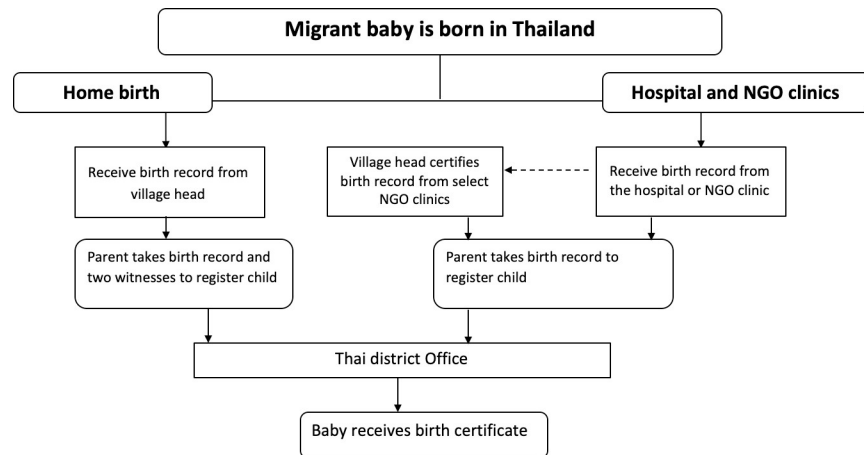 Migrant baby is born in Thailand
Home birth
Hospital and NGO clinics
Receive birth record from
village head
Village head certifies
birth record from select
NGO clinics
Receive birth record from
the hospital or NGO clinic
Parent takes birth record and
two witnesses to register child
Parent takes birth record to
register child
Thai district Office
Baby receives birth certificate